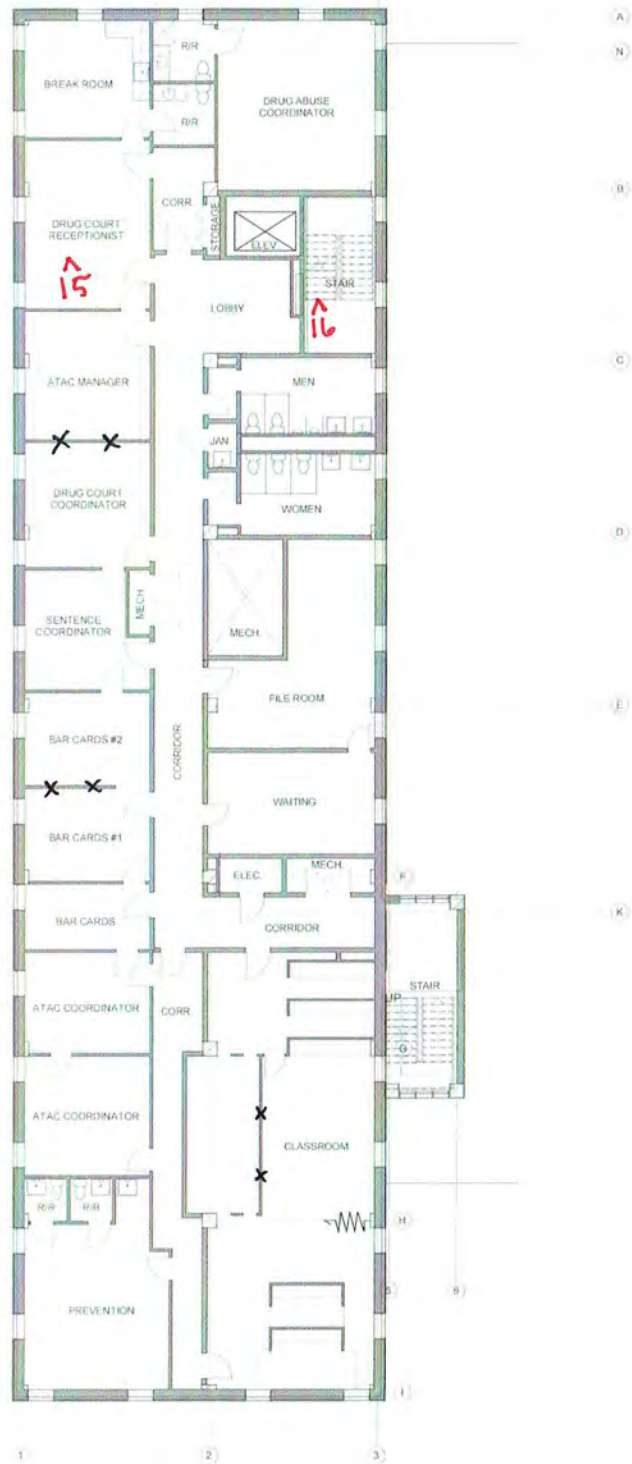 A
R/R
N
BREAK ROOM
DRUG ABUSE
COORDINATOR
R/R
B
CORR.
STORAGE
DRUG COURT
RECEPTIONIST
ELEV
15
STAIR
16
LOBBY
C
MEN
ATAC MANAGER
JAN
DRUG COURT
COORDINATOR
WOMEN
D
MECH
SENTENCE
COORDINATOR
MECH.
FILE ROOM
E
BAR CARDS #2
CORRIDOR
WAITING
BAR CARDS #1
ELEC.
MECH.
F
BAR CARDS
CORRIDOR
K
STAIR
UP
ATAC COORDINATOR
CORR.
G
ATAC COORDINATOR
CLASSROOM
R/R
R/R
H
5
6
PREVENTION
I
1
2
3